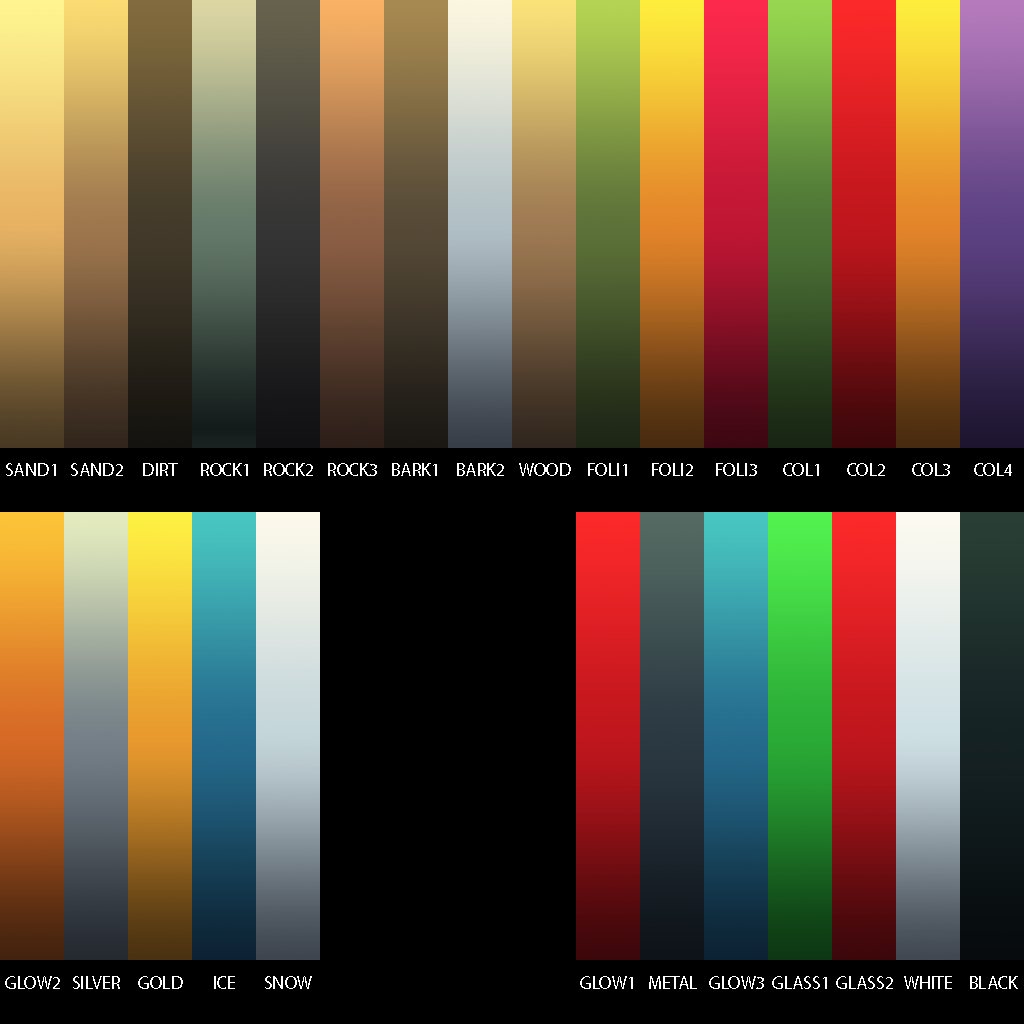 SAND1 SAND2 DIRT ROCK1 ROCK2 ROCK3 BARK1 BARK2 WOOD FOLI1 FOLI2 FOLI3 COL1 COL2 COL3 COL4
GLOW2 SILVER GOLD ICE SNOW GLOW1 METAL GLOW3 GLASS1 GLASS2 WHITE BLACK